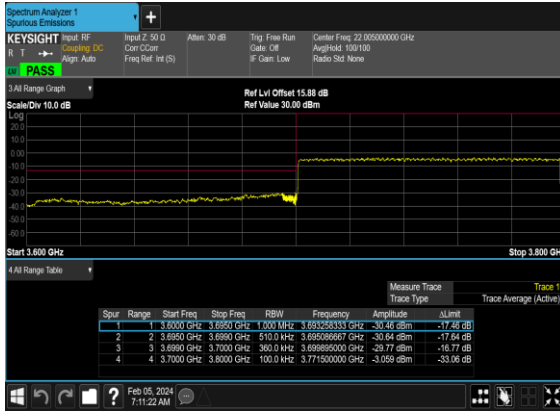 Spectrum Analyzer 1
Spurious Emissions
+
KEYSIGHT
R T
LXI
PASS
Input: RF
Coupling: DC
Align: Auto
Input Z: 50 Ω
Corr CCorr
Freq Ref: Int (S)
Atten: 30 dB
Trig: Free Run
Gate: Off
IF Gain: Low
Center Freq: 22.005000000 GHz
Avg|Hold: 100/100
Radio Std: None
3 All Range Graph
Scale/Div 10.0 dB
Ref Lvl Offset 15.88 dB
Ref Value 30.00 dBm
Log
20.0
10.0
0.00
-10.0
-20.0
-30.0
-40.0
-50.0
-60.0
Start 3.600 GHz
Stop 3.800 GH
4 All Range Table
Measure Trace Trace 1
Trace Type Trace Average (Active)
Spur Range Start Freq Stop Freq RBW Frequency Amplitude ΔLimit
1 1 3.6000 GHz 3.6950 GHz 1.000 MHz 3.693258333 GHz -30.46 dBm -17.46 dB
2 2 3.6950 GHz 3.6990 GHz 510.0 kHz 3.695086667 GHz -30.64 dBm -17.64 dB
3 3 3.6990 GHz 3.7000 GHz 360.0 kHz 3.699895000 GHz -29.77 dBm -16.77 dB
4 4 3.7000 GHz 3.8000 GHz 100.0 kHz 3.771500000 GHz -3.059 dBm -33.06 dB
?
Feb 05, 2024
7:11:22 AM